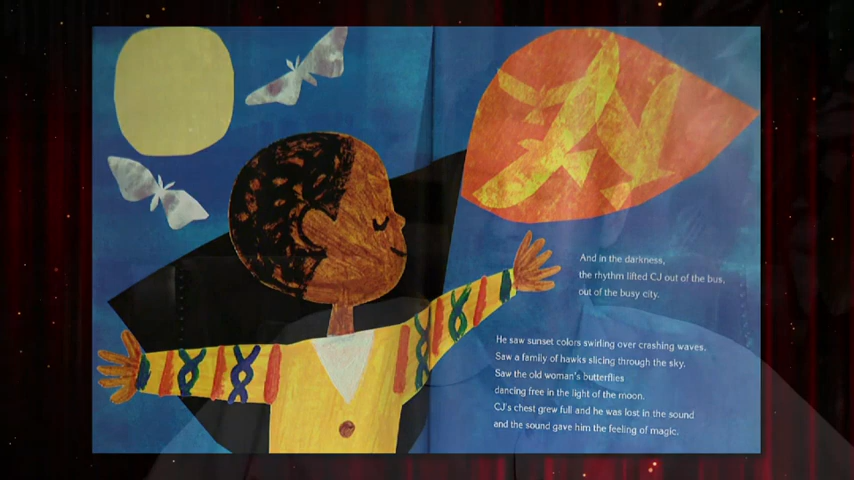 And in the darkness,
the rhythm lifted CJ out of the bus,
out of the busy city.
He saw sunset colors swirling over crashing waves.
Saw a family of hawks slicing through the sky.
Saw the old woman's butterflies
dancing free in the light of the moon.
CJ's chest grew full and he was lost in the sound
and the sound gave him the feeling of magic.